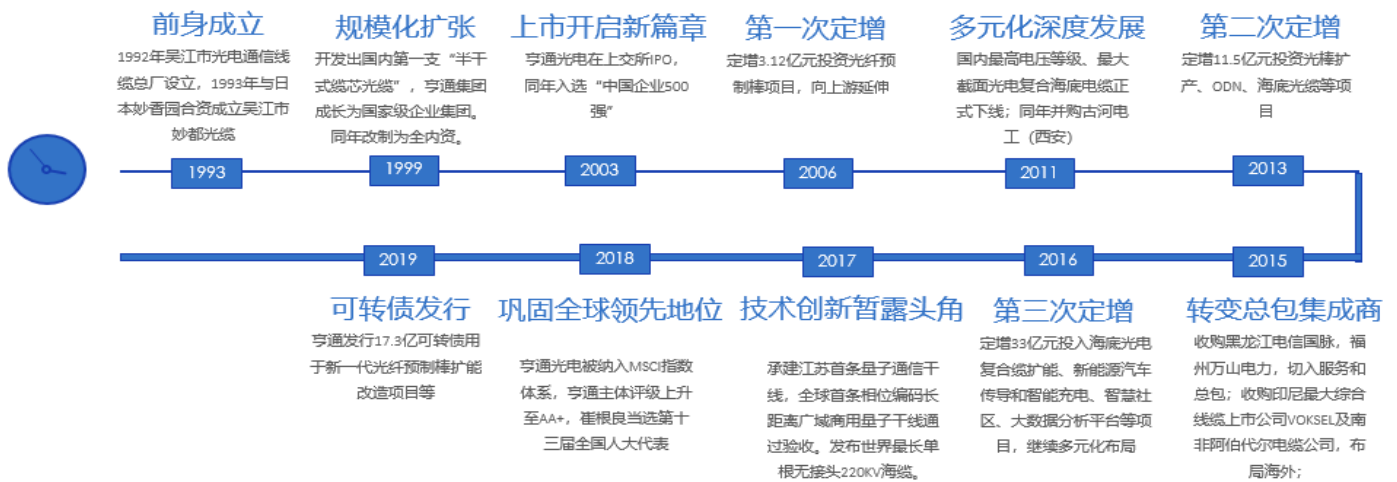 前身成立
1992年吴江市光电通信线
缆总厂设立，1993年与日
本妙香园合资成立吴江市
妙都光缆
1993
规模化扩张
开发出国内第一支“半干
式缆芯光缆”，亨通集团
成长为国家级企业集团。
同年改制为全内资。
1999
上市开启新篇章
亨通光电在上交所IPO，
同年入选“中国企业500
强”
2003
第一次定增
定增3.12亿元投资光纤预
制棒项目，向上游延伸
2006
多元化深度发展
国内最高电压等级、最大
截面光电复合海底电缆正
式下线；同年并购古河电
工（西安）
2011
第二次定增
定增11.5亿元投资光棒扩
产、ODN、海底光缆等项
目
2013
2015
转变总包集成商
收购黑龙江电信国脉，福
州万山电力，切入服务和
总包；收购印尼最大综合
线缆上市公司VOKSEL及南
非阿伯代尔电缆公司，布
局海外；
2016
第三次定增
定增33亿元投入海底光电
复合缆扩能、新能源汽车
传导和智能充电、智慧社
区、大数据分析平台等项
目，继续多元化布局
2017
技术创新暂露头角
承建江苏首条量子通信干
线，全球首条相位编码长
距离广域商用量子干线通
过验收。发布世界最长单
根无接头220KV海缆。
2018
巩固全球领先地位
亨通光电被纳入MSCI指数
体系，亨通主体评级上升
至AA+，崔根良当选第十
三届全国人大代表
2019
可转债发行
亨通发行17.3亿可转债用
于新一代光纤预制棒扩能
改造项目等